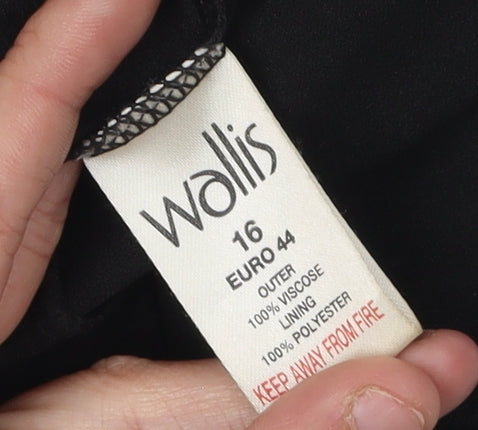 wallis
16
EURO 44
OUTER
100% VISCOSE
LINING
100% POLYESTER
KEEP AWAY FROM FIRE